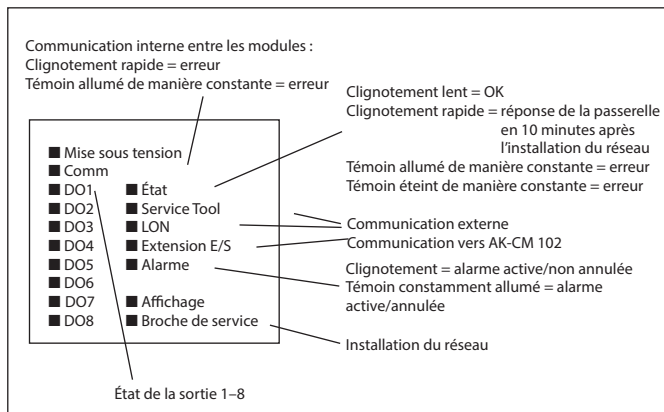 Communication interne entre les modules :
Clignotement rapide = erreur
Témoin allumé de manière constante = erreur
Clignotement lent = OK
Clignotement rapide = réponse de la passerelle
en 10 minutes après
l'installation du réseau
Témoin allumé de manière constante = erreur
Témoin éteint de manière constante = erreur
■ Mise sous tension
■ Comm
■ DO1 ■ État
■ DO2 ■ Service Tool
■ DO3 ■ LON
■ DO4 ■ Extension E/S
■ DO5 ■ Alarme
■ DO6
■ DO7 ■ Affichage
■ DO8 ■ Broche de service
Communication externe
Communication vers AK-CM 102
Clignotement = alarme active/non annulée
Témoin constamment allumé = alarme
active/annulée
Installation du réseau
État de la sortie 1–8